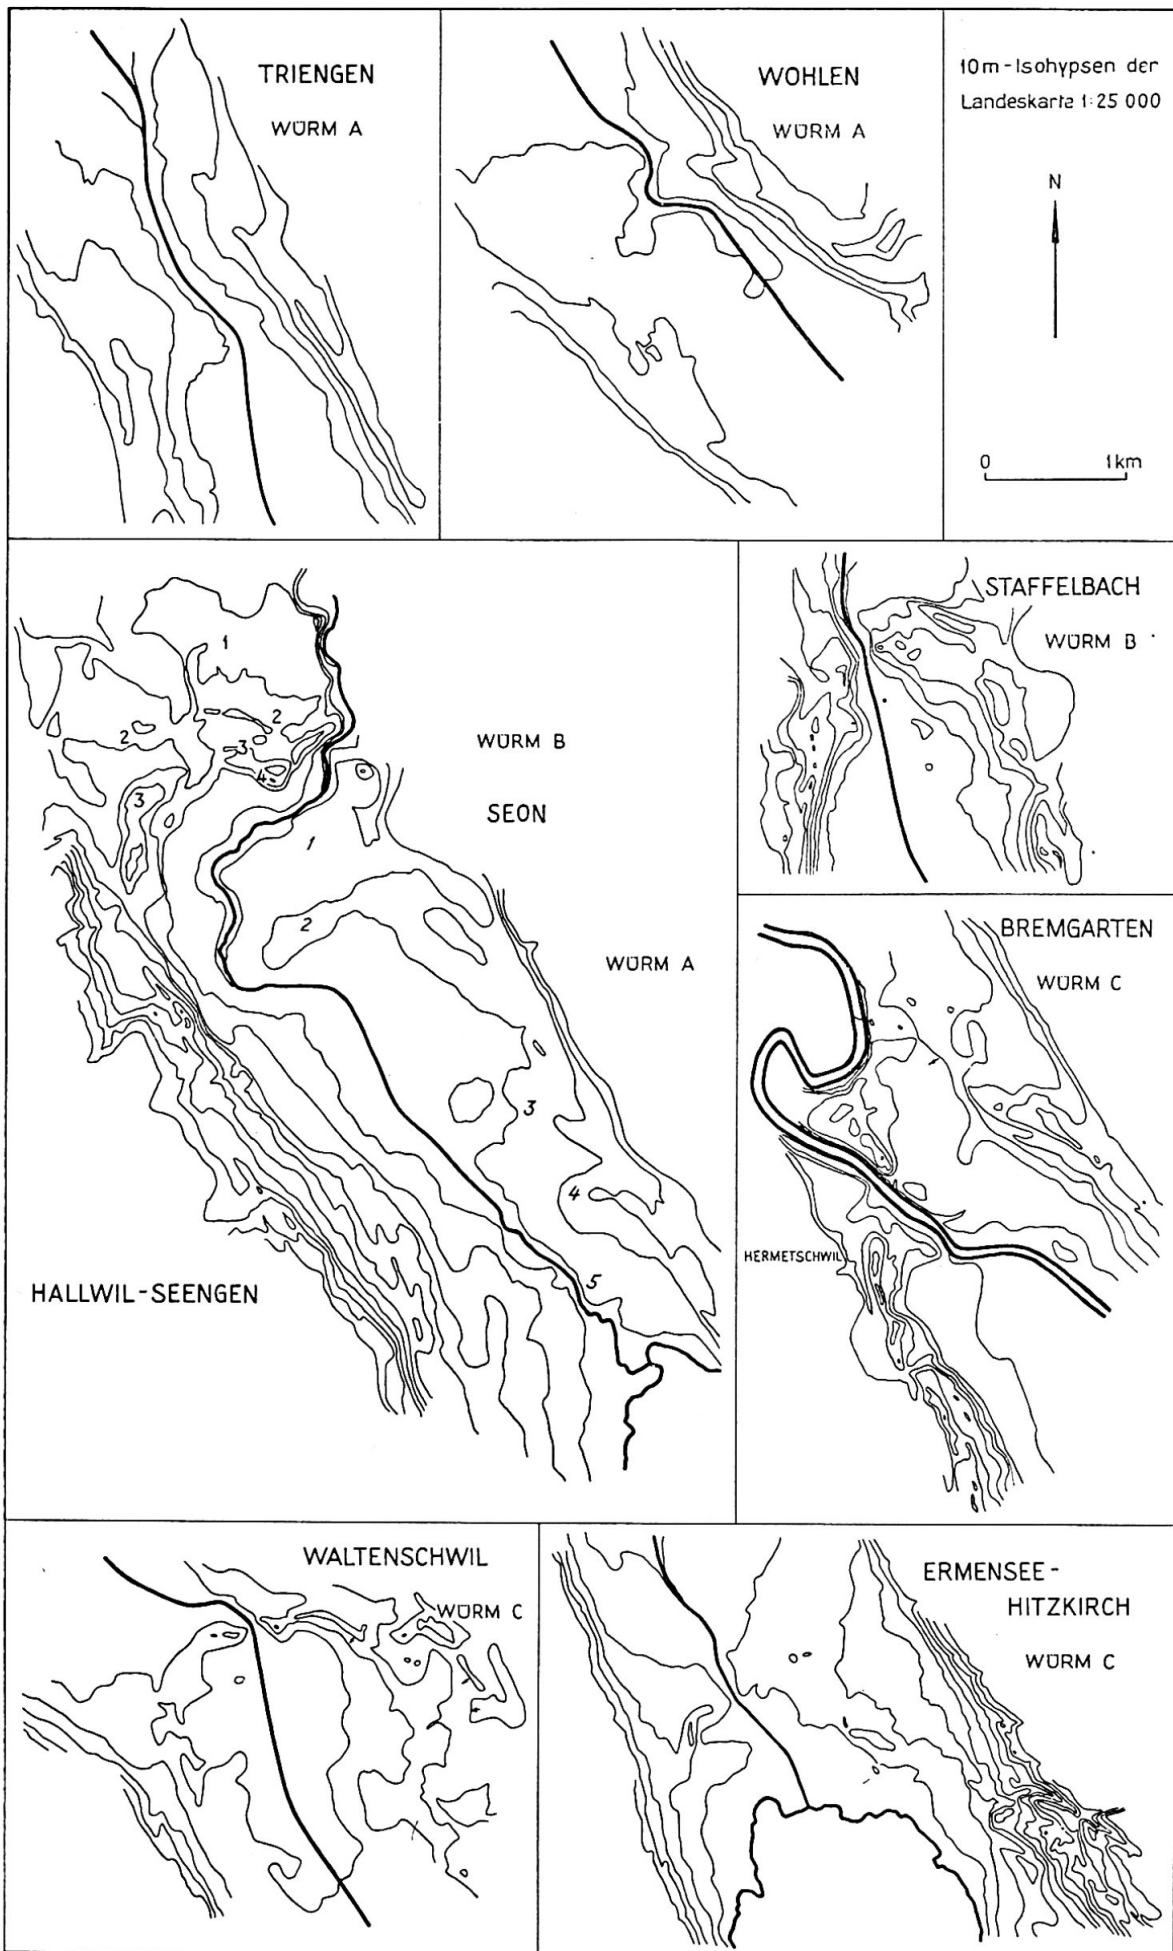 TRIENGEN
WÜRM A
WOHLEN
WÜRM A
10m-Isohypsen der
Landeskarte 1:25 000
N
0 1km
1
2
2
3
4
3
WÜRM B
SEON
1
2
WÜRM A
3
4
5
HALLWIL-SEENGEN
STAFFELBACH
WÜRM B
BREMGARTEN
WÜRM C
HERMETSCHWIL
WALTENSCHWIL
WÜRM C
ERMENSEE-
HITZKIRCH
WÜRM C